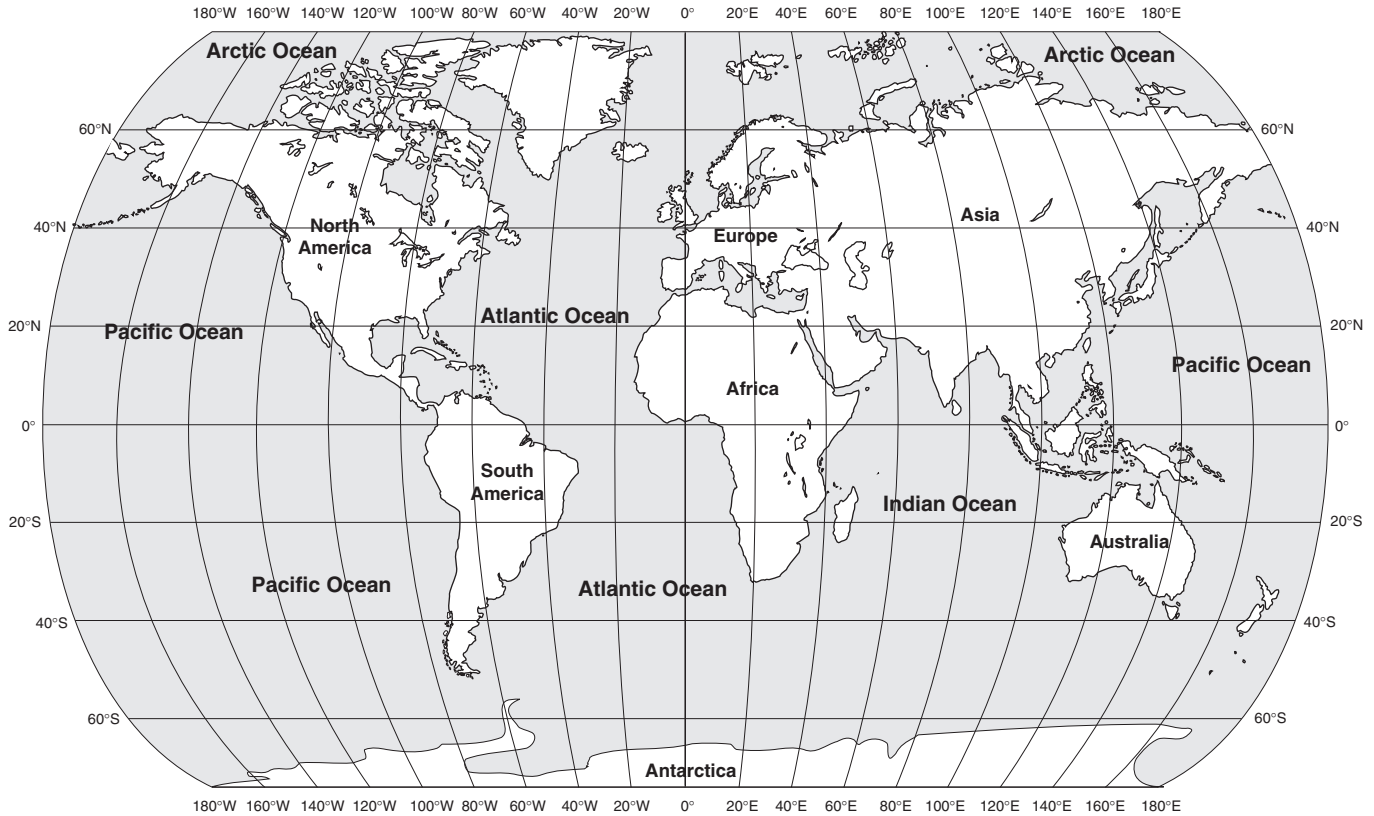 180°W 160°W 140°W 120°W 100°W 80°W 60°W 40°W 20°W 0° 20°E 40°E 60°E 80°E 100°E 120°E 140°E 160°E 180°E
Arctic Ocean Arctic Ocean
60°N 60°N
Asia
40°N North Europe 40°N
America
Atlantic Ocean
20°N Pacific Ocean 20°N
Pacific Ocean
Africa
0° 0°
South
America
Indian Ocean
20°S 20°S
Australia
Pacific Ocean Atlantic Ocean
40°S 40°S
60°S 60°S
Antarctica
180°W 160°W 140°W 120°W 100°W 80°W 60°W 40°W 20°W 0° 20°E 40°E 60°E 80°E 100°E 120°E 140°E 160°E 180°E